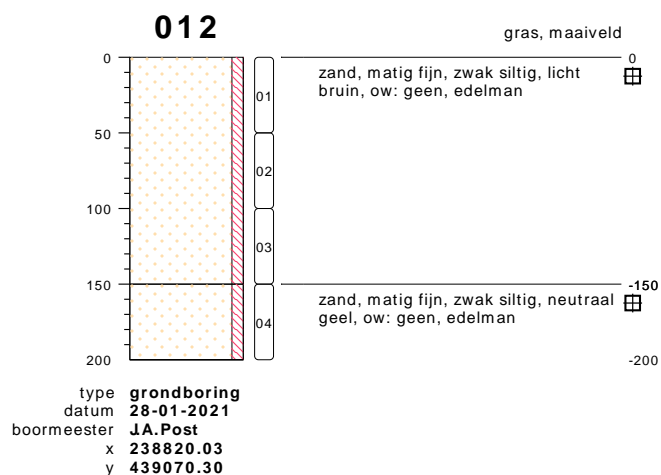 012
gras, maaiveld
0
0
zand, matig fijn, zwak siltig, licht
bruin, ow: geen, edelman
01
50
02
100
03
150
-150
zand, matig fijn, zwak siltig, neutraal
geel, ow: geen, edelman
04
200
-200
type grondboring
datum 28-01-2021
boormeester J.A.Post
x 238820.03
y 439070.30